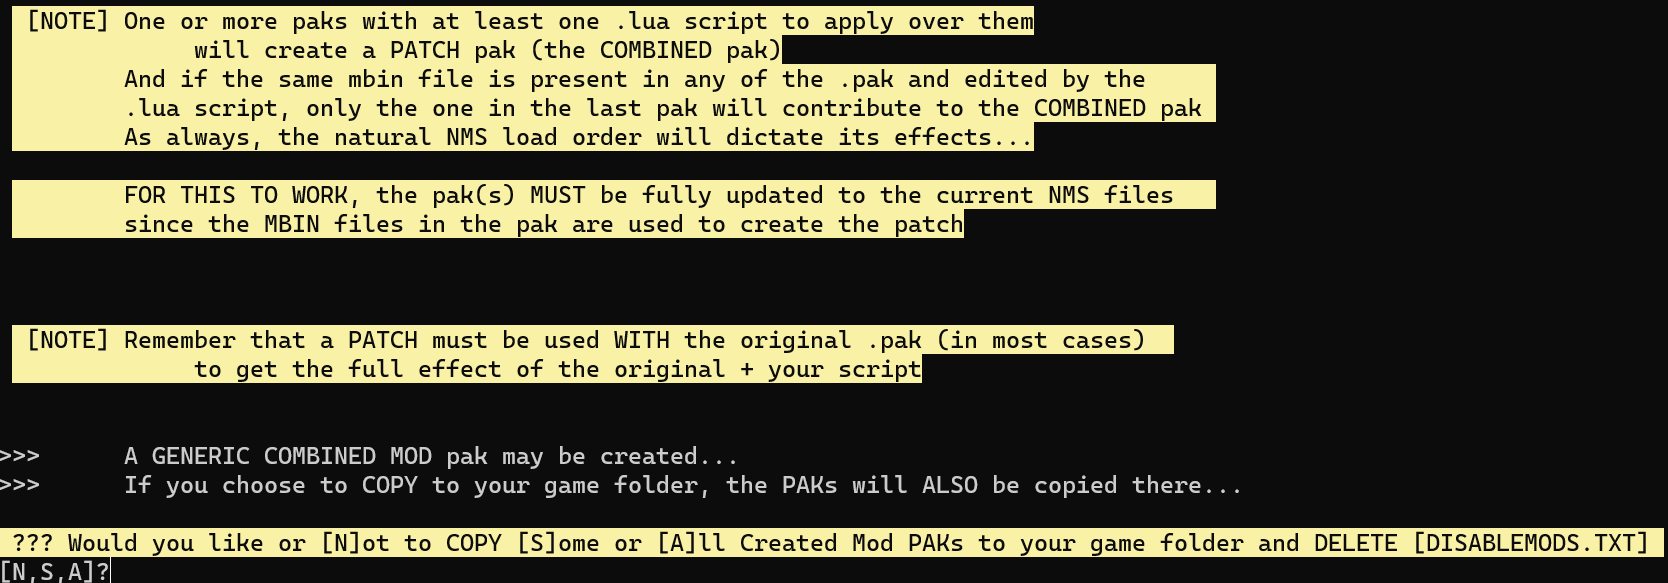 [NOTE] One or more paks with at least one .lua script to apply over them
will create a PATCH pak (the COMBINED pak)
And if the same mbin file is present in any of the .pak and edited by the
.lua script, only the one in the last pak will contribute to the COMBINED pak
As always, the natural NMS load order will dictate its effects...
FOR THIS TO WORK, the pak(s) MUST be fully updated to the current NMS files
since the MBIN files in the pak are used to create the patch
[NOTE] Remember that a PATCH must be used WITH the original .pak (in most cases)
to get the full effect of the original + your script
>>> A GENERIC COMBINED MOD pak may be created...
>>> If you choose to COPY to your game folder, the PAKs will ALSO be copied there...
??? Would you like or [N]ot to COPY [S]ome or [A]ll Created Mod PAKs to your game folder and DELETE [DISABLEMODS.TXT]
[N,S,A]?